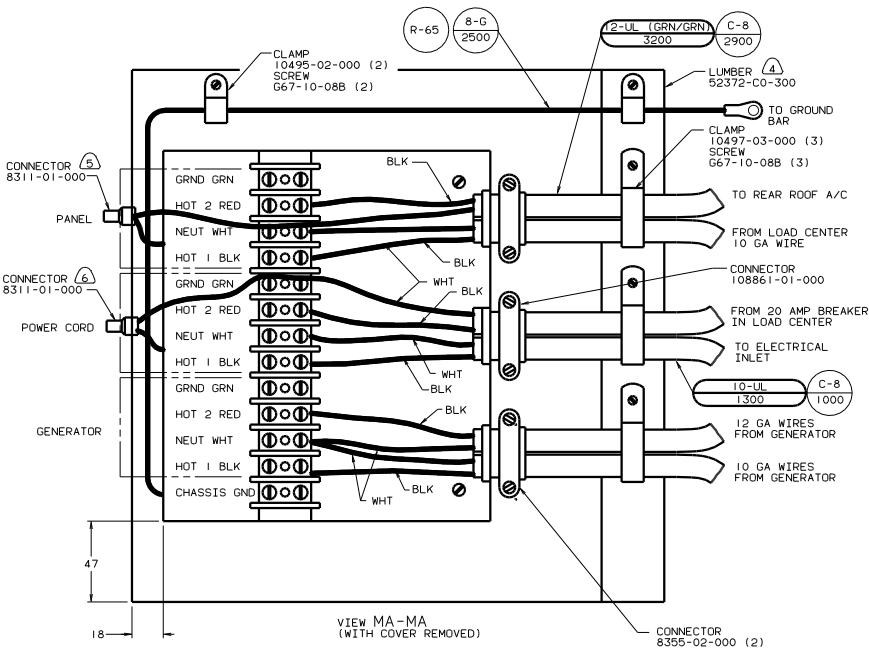 R-65
8-G
2500
12-UL (GRN/GRN)
3200
C-8
2900
CLAMP
10495-02-000 (2)
SCREW
G67-10-08B (2)
LUMBER 4
52372-C0-300
TO GROUND
BAR
CLAMP
10497-03-000 (3)
SCREW
G67-10-08B (3)
CONNECTOR 5
8311-01-000
PANEL
GRND GRN
HOT 2 RED
NEUT WHT
HOT 1 BLK
BLK
BLK
WHT
TO REAR ROOF A/C
FROM LOAD CENTER
10 GA WIRE
CONNECTOR 6
8311-01-000
POWER CORD
GRND GRN
HOT 2 RED
NEUT WHT
HOT 1 BLK
BLK
WHT
BLK
CONNECTOR
108861-01-000
FROM 20 AMP BREAKER
IN LOAD CENTER
TO ELECTRICAL
INLET
10-UL
1300
C-8
1000
GENERATOR
GRND GRN
HOT 2 RED
NEUT WHT
HOT 1 BLK
CHASSIS GND
BLK
BLK
WHT
12 GA WIRES
FROM GENERATOR
10 GA WIRES
FROM GENERATOR
47
18
VIEW MA-MA
(WITH COVER REMOVED)
CONNECTOR
8355-02-000 (2)